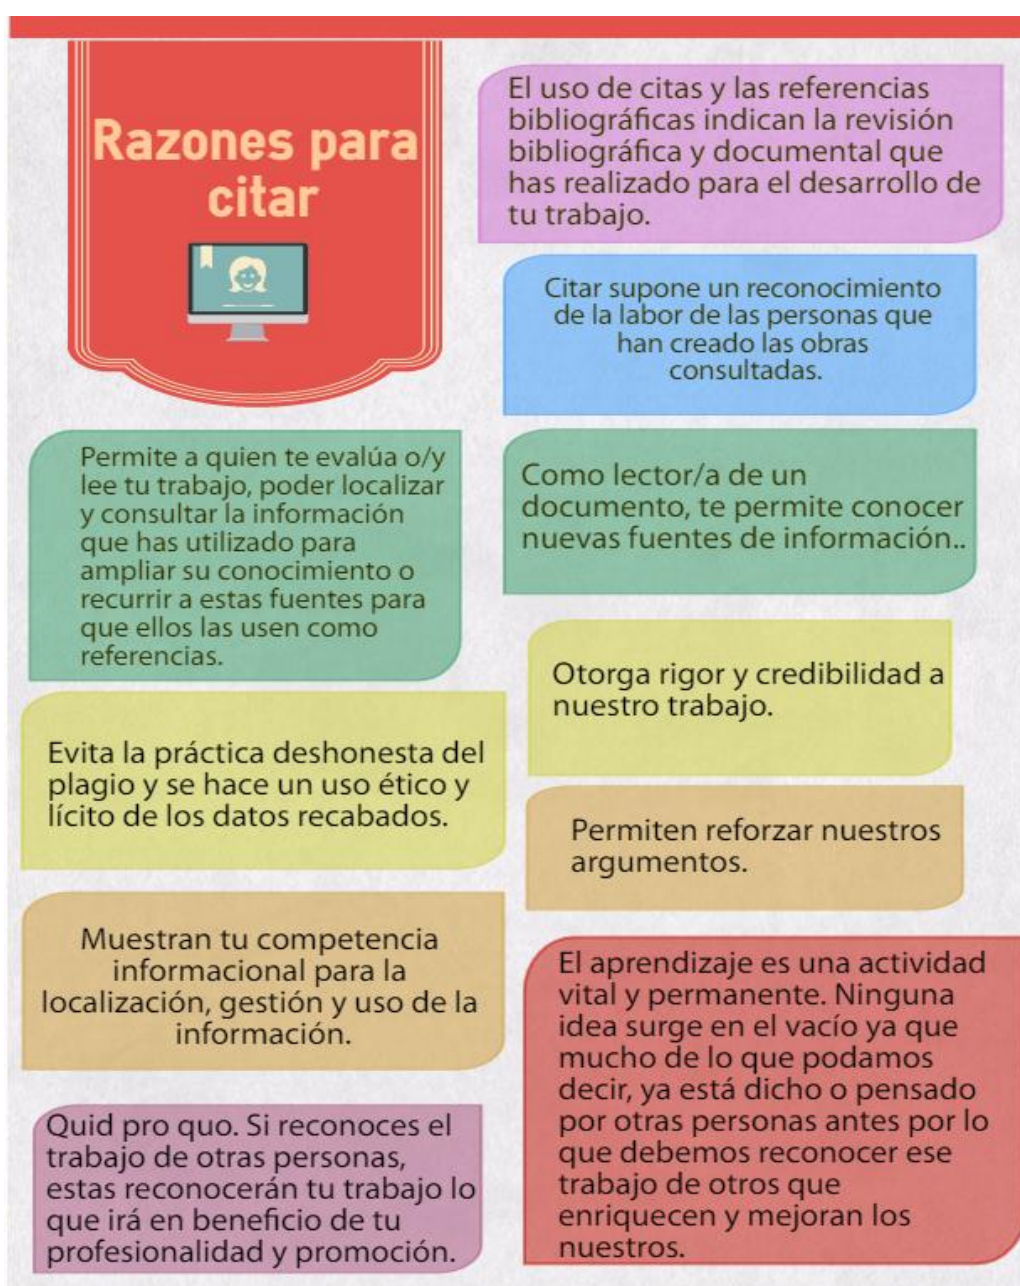 Razones para
citar
El uso de citas y las referencias
bibliográficas indican la revisión
bibliográfica y documental que
has realizado para el desarrollo de
tu trabajo.
Citar supone un reconocimiento
de la labor de las personas que
han creado las obras
consultadas.
Permite a quien te evalúa o/y
lee tu trabajo, poder localizar
y consultar la información
que has utilizado para
ampliar su conocimiento o
recurrir a estas fuentes para
que ellos las usen como
referencias.
Como lector/a de un
documento, te permite conocer
nuevas fuentes de información..
Otorga rigor y credibilidad a
nuestro trabajo.
Evita la práctica deshonesta del
plagio y se hace un uso ético y
lícito de los datos recabados.
Permiten reforzar nuestros
argumentos.
Muestran tu competencia
informacional para la
localización, gestión y uso de la
información.
El aprendizaje es una actividad
vital y permanente. Ninguna
idea surge en el vacío ya que
mucho de lo que podamos
decir, ya está dicho o pensado
por otras personas antes por lo
que debemos reconocer ese
trabajo de otros que
enriquecen y mejoran los
nuestros.
Quid pro quo. Si reconoces el
trabajo de otras personas,
estas reconocerán tu trabajo lo
que irá en beneficio de tu
profesionalidad y promoción.